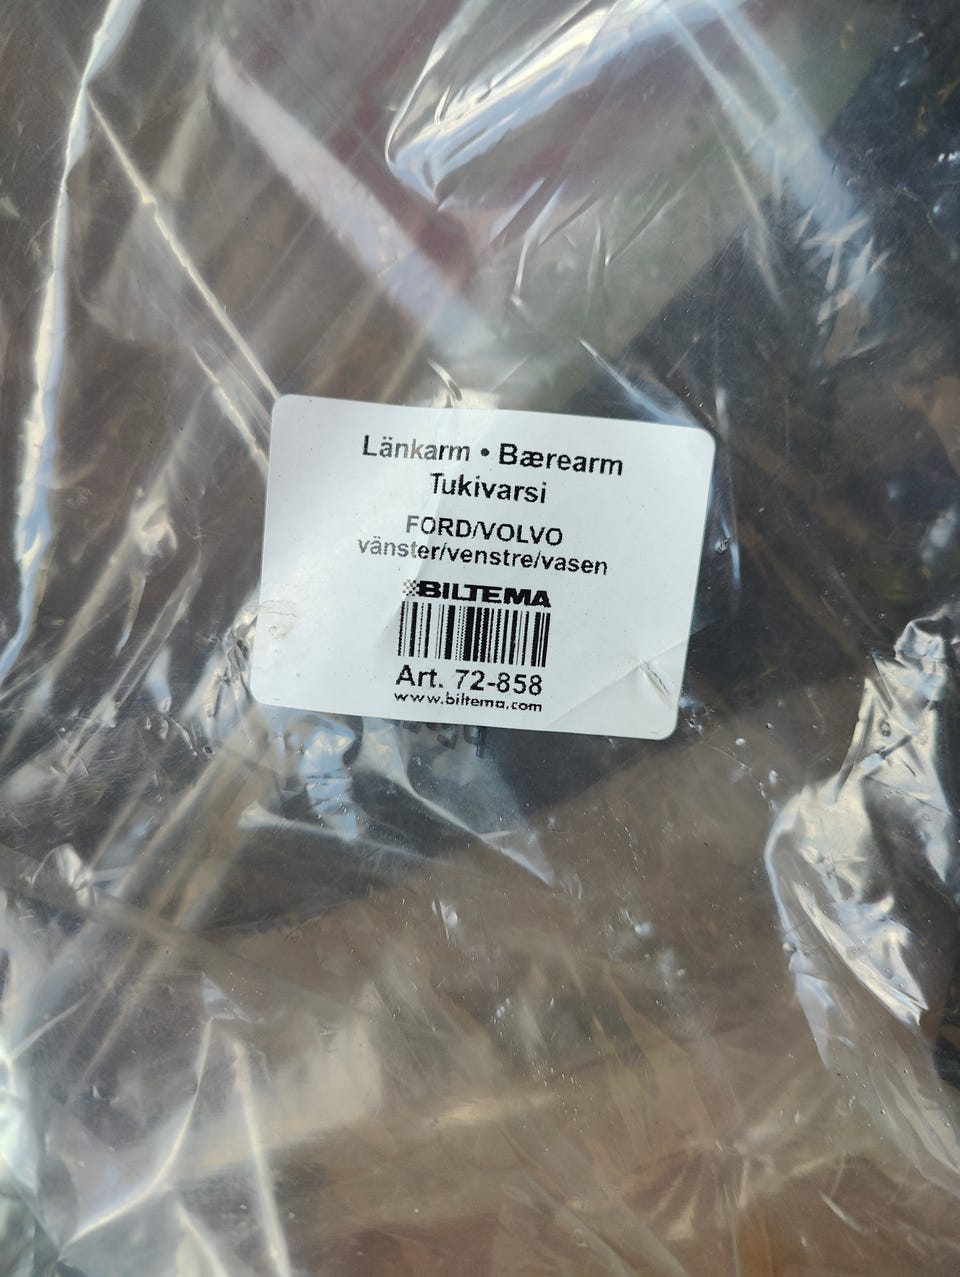 Länkarm • Bærearm
Tukivarsi
FORD/VOLVO
vänster/venstre/vasen
BILTEMA
Art. 72-858
www.biltema.com